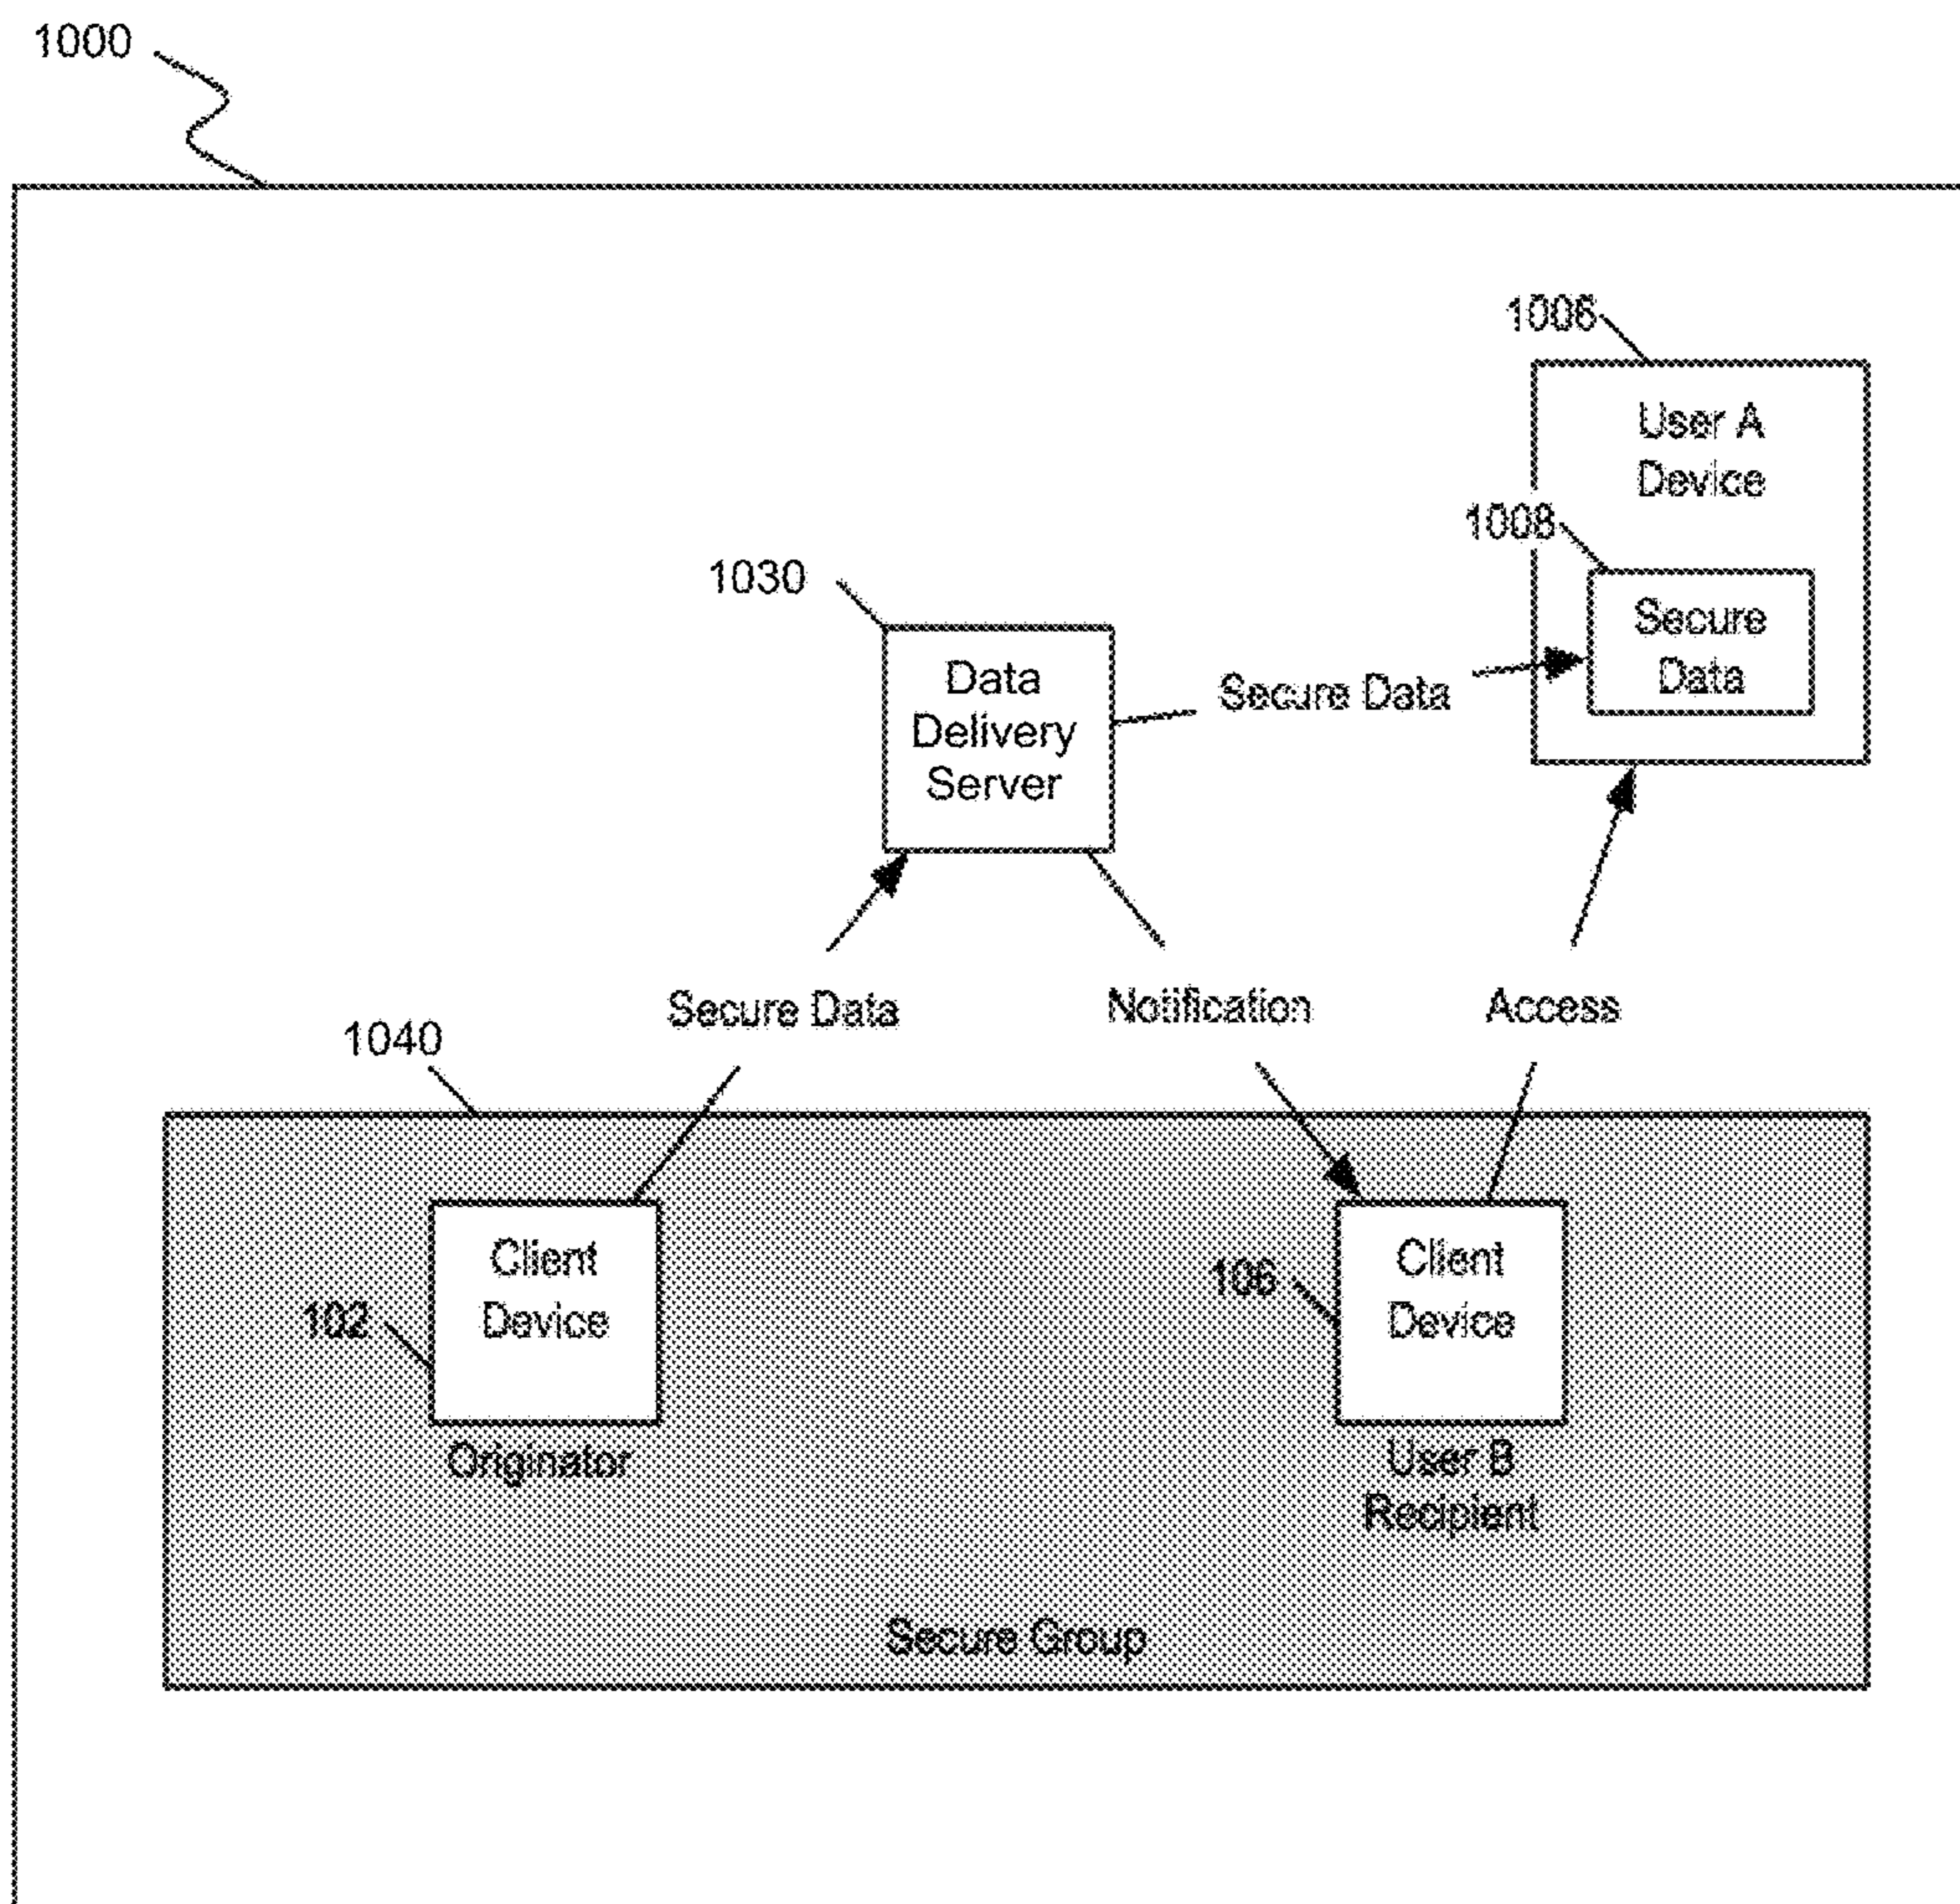 1000
1006
User A
Device
1008
Secure
Data
1030
Data
Delivery
Server
Secure Data
Secure Data
Notification
Access
1040
Client
Device
102
Originator
106
Client
Device
User B
Recipient
Secure Group